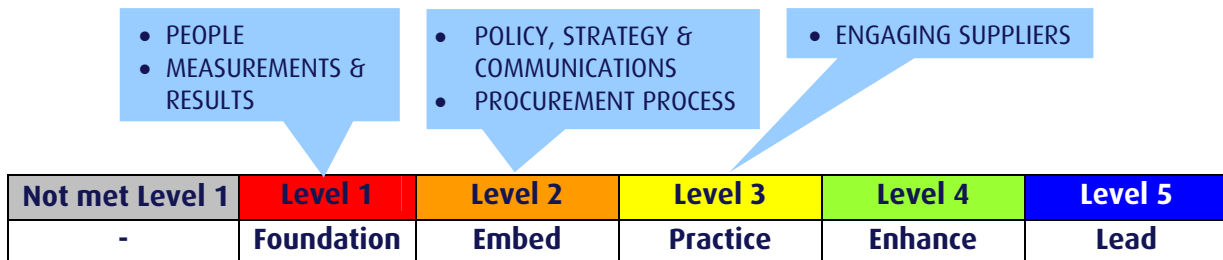 • PEOPLE
• MEASUREMENTS &
RESULTS
• POLICY, STRATEGY &
COMMUNICATIONS
• PROCUREMENT PROCESS
• ENGAGING SUPPLIERS
Not met Level 1 Level 1 Level 2 Level 3 Level 4 Level 5
- Foundation Embed Practice Enhance Lead